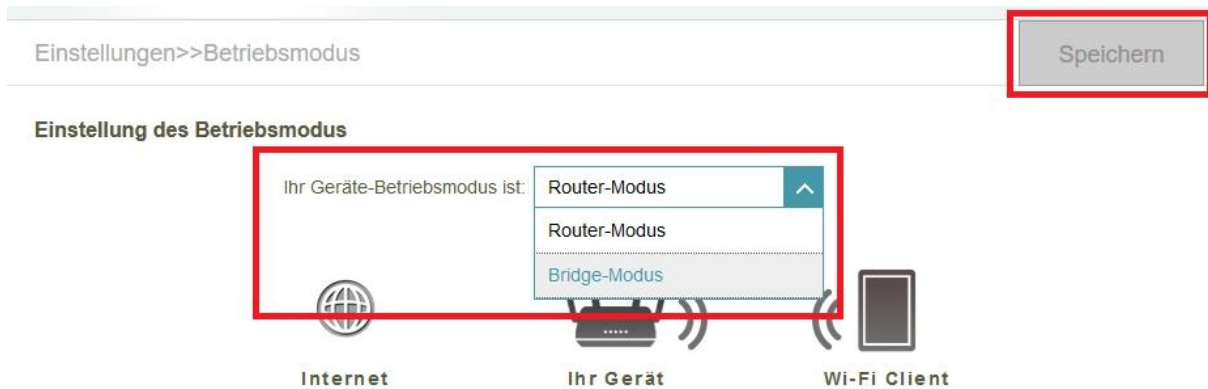 Einstellungen>>Betriebsmodus
Speichern
Einstellung des Betriebsmodus
Ihr Geräte-Betriebsmodus ist: Router-Modus
Router-Modus
Bridge-Modus
Internet Ihr Gerät Wi-Fi Client